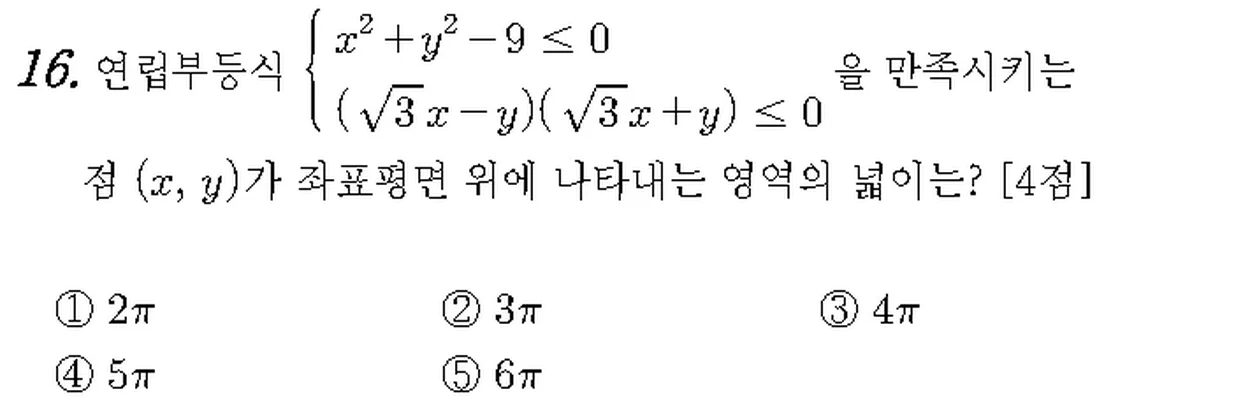 16. 연립부등식 { x² + y² − 9 ≤ 0
(√3x − y)(√3x + y) ≤ 0 을 만족시키는
점 (x, y)가 좌표평면 위에 나타내는 영역의 넓이는? [4점]
① 2π ② 3π ③ 4π
④ 5π ⑤ 6π